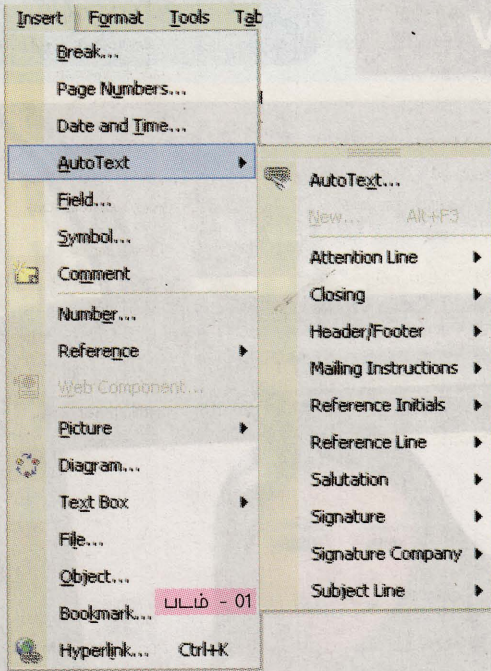 Insert Format Tools Tab
Break...
Page Numbers...
Date and Time...
AutoText
Field...
Symbol...
Comment
Number...
Reference
Web Component...
Picture
Diagram...
Text Box
File...
Object...
Bookmark...
Hyperlink... Ctrl+K
AutoText...
New... Alt+F3
Attention Line
Closing
Header/Footer
Mailing Instructions
Reference Initials
Reference Line
Salutation
Signature
Signature Company
Subject Line
படம் - 01